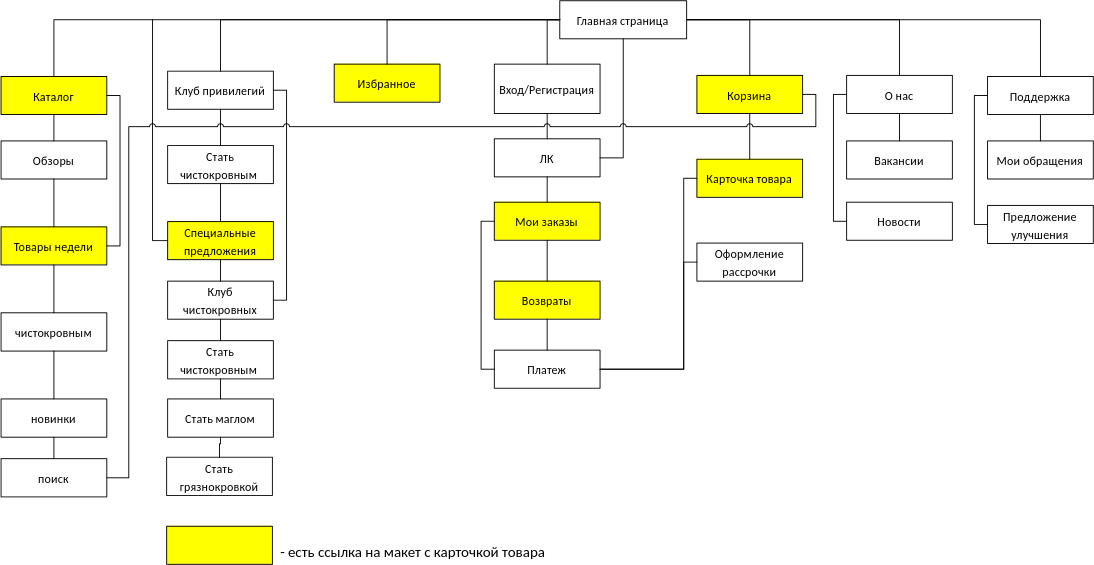 Главная страница
Каталог
Обзоры
Товары недели
чистокровным
новинки
поиск
Клуб привилегий
Стать
чистокровным
Специальные
предложения
Клуб
чистокровных
Стать
чистокровным
Стать маглом
Стать
грязнокровкой
Избранное
Вход/Регистрация
ЛК
Мои заказы
Возвраты
Платеж
Корзина
Карточка товара
Оформление
рассрочки
О нас
Вакансии
Новости
Поддержка
Мои обращения
Предложение
улучшения
- есть ссылка на макет с карточкой товара